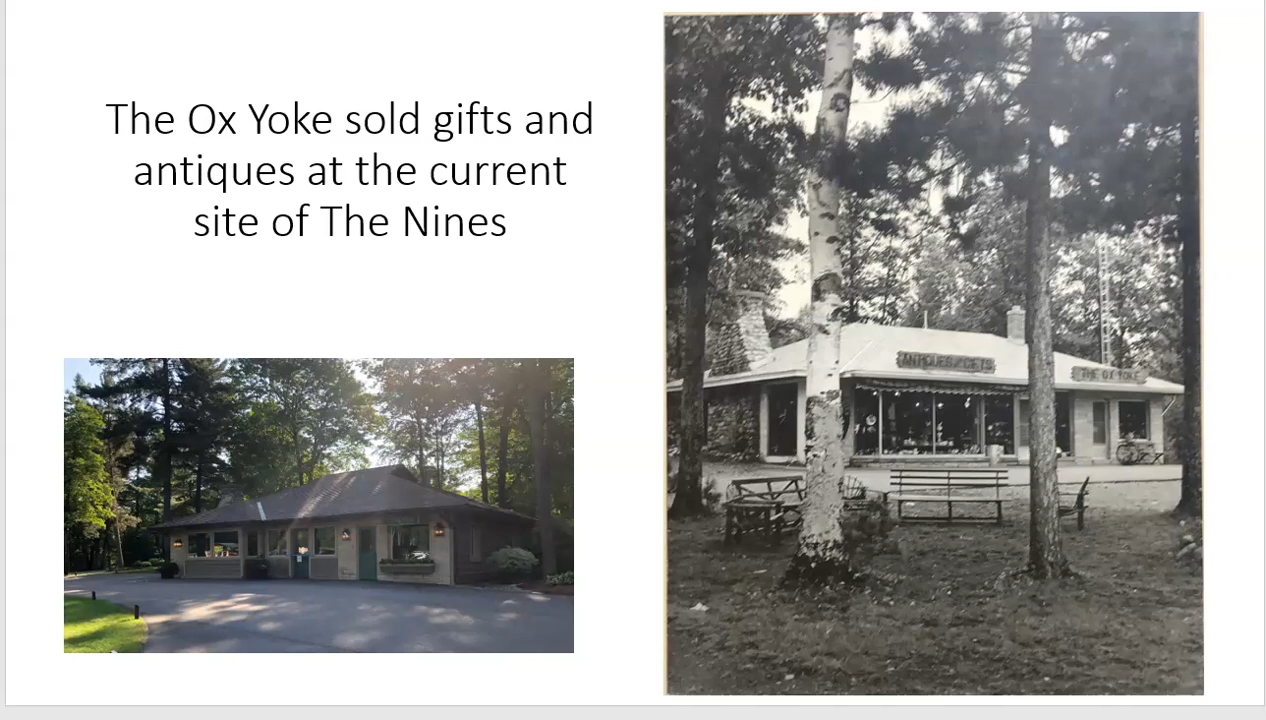 The Ox Yoke sold gifts and
antiques at the current
site of The Nines
ANTIQUES & GIFTS
THE OX YOKE